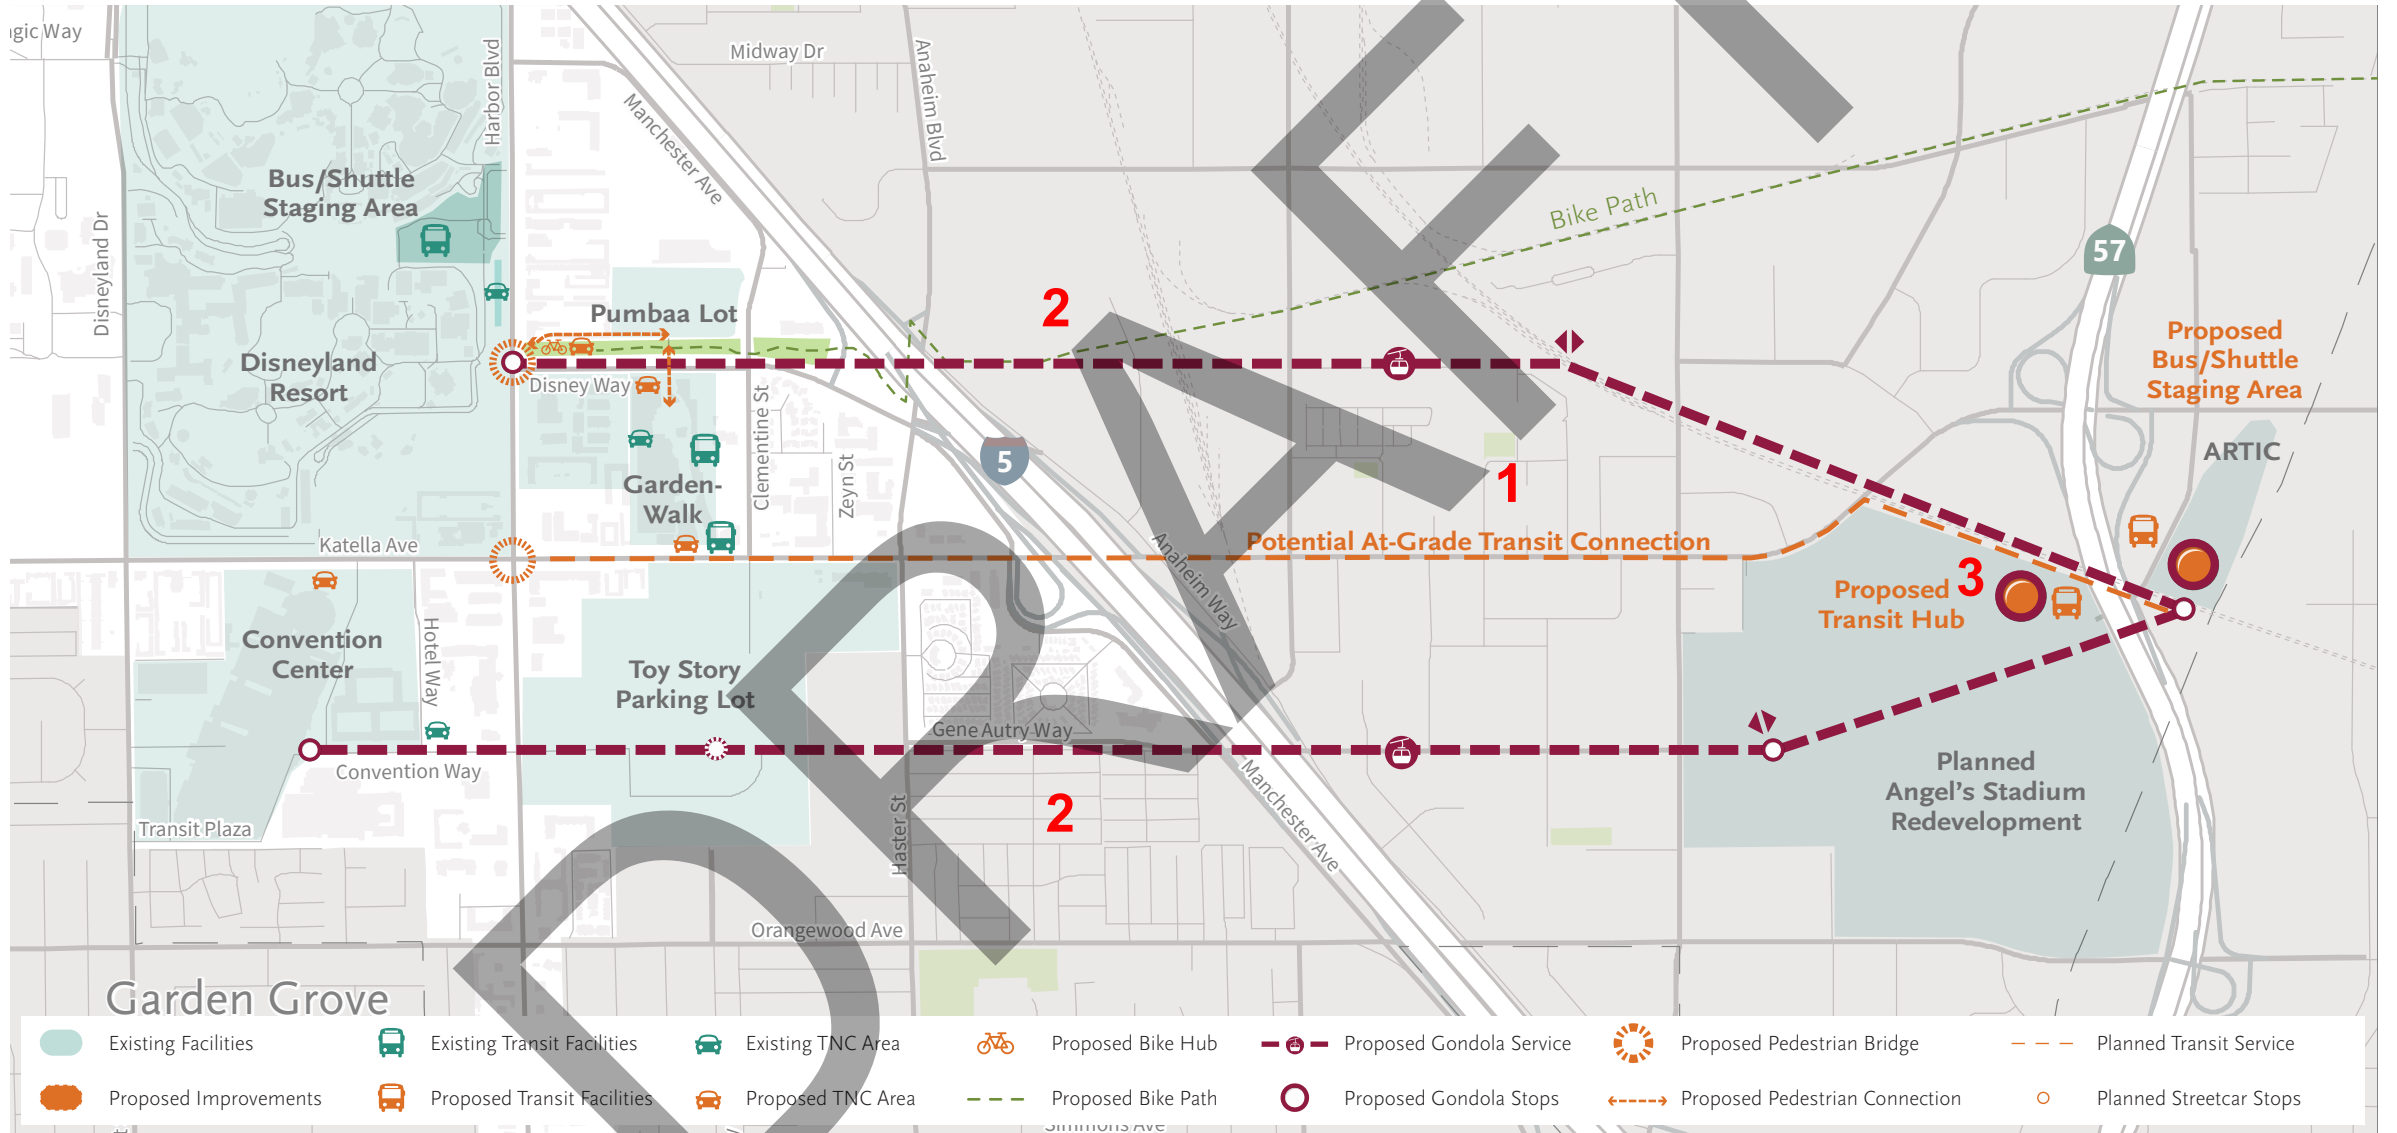 gic Way
Midway Dr
Harbor Blvd
Anaheim Blvd
Manchester Ave
Bus/Shuttle
Staging Area
Disneyland Dr
Bike Path
57
2
Pumbaa Lot
Disneyland
Resort
Disney Way
Clementine St
Zeyn St
Garden-
Walk
5
1
Proposed
Bus/Shuttle
Staging Area
ARTIC
Katella Ave
Potential At-Grade Transit Connection
Anaheim Way
Proposed
Transit Hub
3
Convention
Center
Hotel Way
Toy Story
Parking Lot
Gene Autry Way
Convention Way
Transit Plaza
Haster St
2
Manchester Ave
Planned
Angel's Stadium
Redevelopment
Orangewood Ave
Garden Grove
DRAFT
Existing Facilities
Existing Transit Facilities
Existing TNC Area
Proposed Bike Hub
Proposed Gondola Service
Proposed Pedestrian Bridge
Planned Transit Service
Proposed Improvements
Proposed Transit Facilities
Proposed TNC Area
Proposed Bike Path
Proposed Gondola Stops
Proposed Pedestrian Connection
Planned Streetcar Stops
Simmons Ave